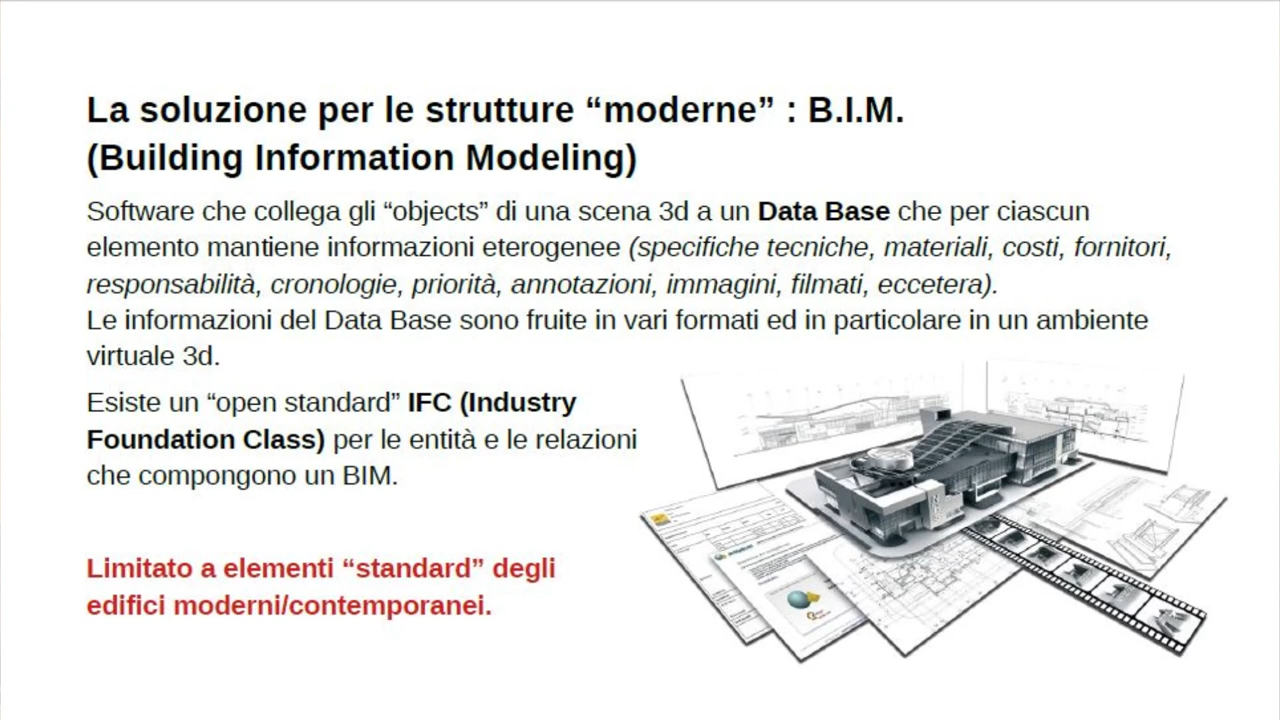 La soluzione per le strutture “moderne” : B.I.M.
(Building Information Modeling)
Software che collega gli “objects” di una scena 3d a un Data Base che per ciascun
elemento mantiene informazioni eterogenee (specifiche tecniche, materiali, costi, fornitori,
responsabilità, cronologie, priorità, annotazioni, immagini, filmati, eccetera).
Le informazioni del Data Base sono fruite in vari formati ed in particolare in un ambiente
virtuale 3d.
Esiste un “open standard” IFC (Industry
Foundation Class) per le entità e le relazioni
che compongono un BIM.
Limitato a elementi “standard” degli
edifici moderni/contemporanei.